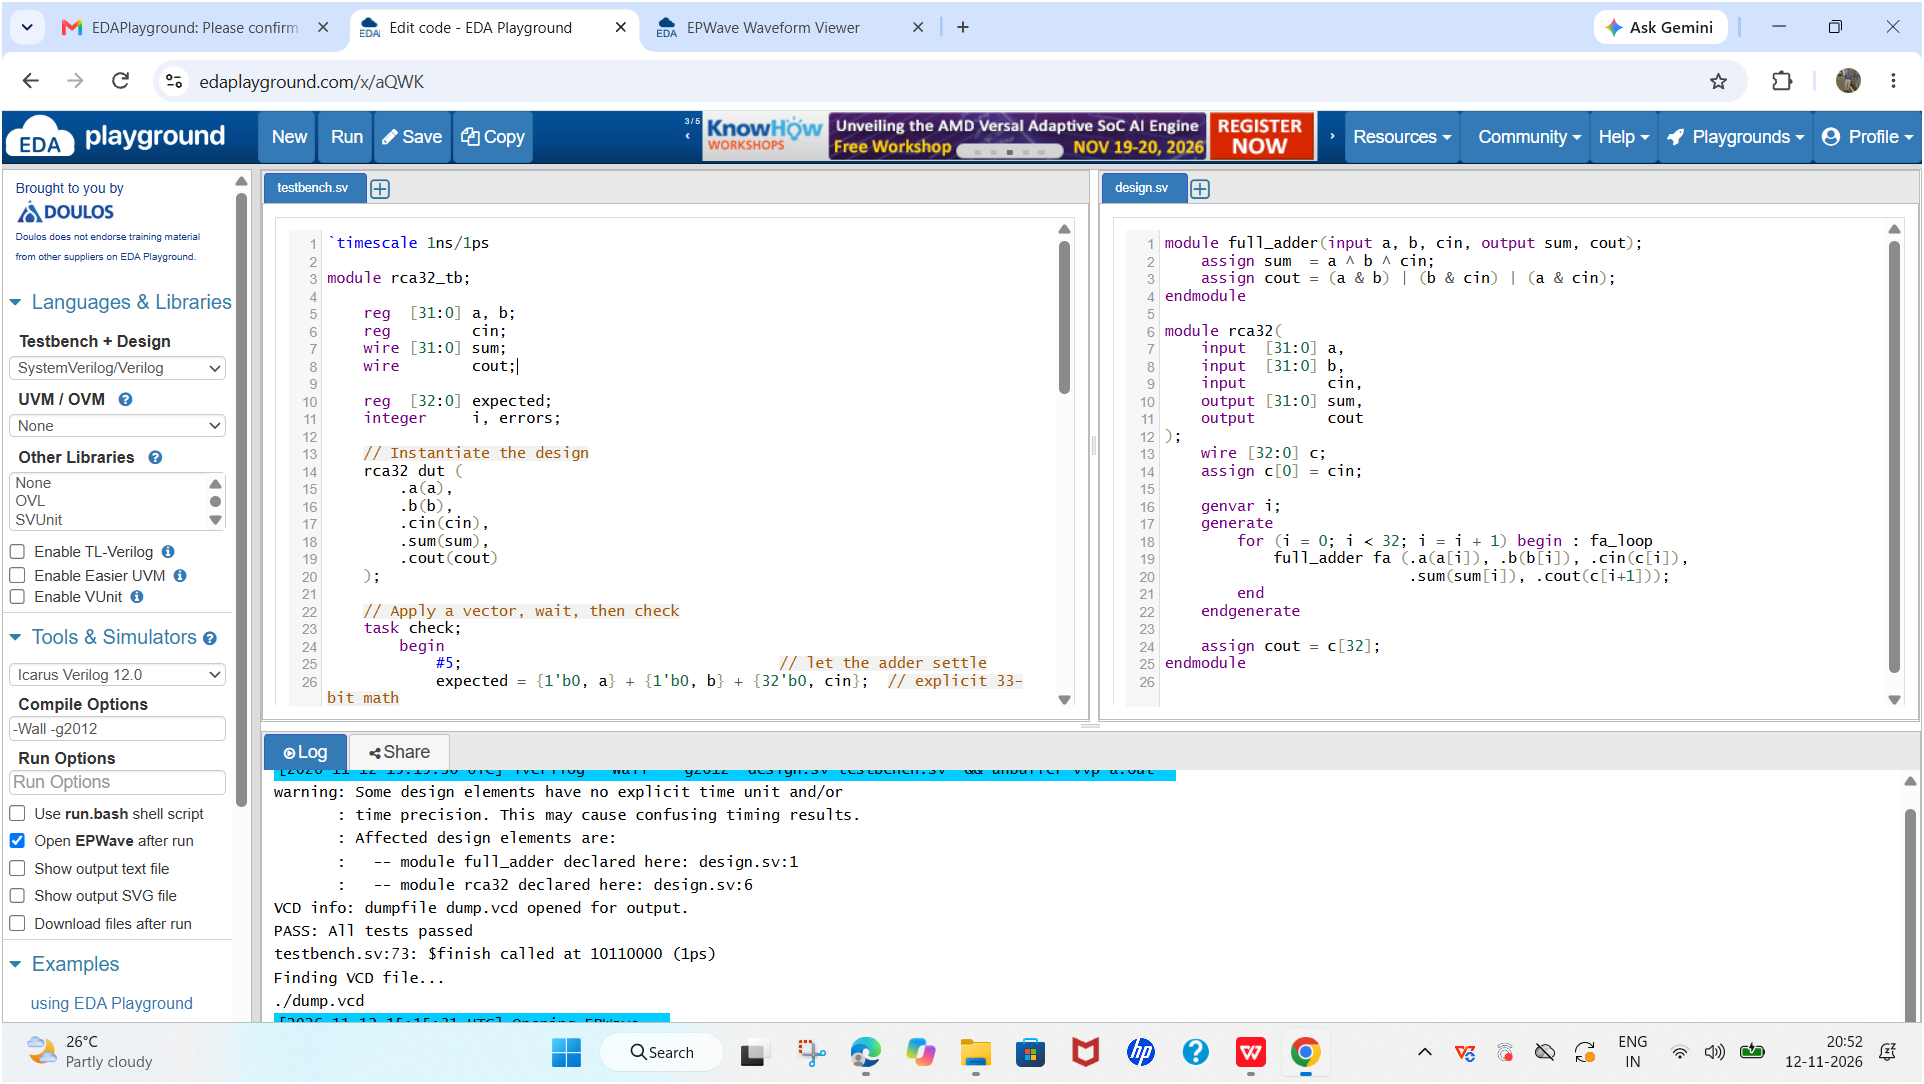 EDAPlayground: Please confirm
Edit code - EDA Playground
EPWave Waveform Viewer
Ask Gemini
edaplayground.com/x/aQWK
EDA playground
New
Run
Save
Copy
3/5
KnowHow WORKSHOPS
Unveiling the AMD Versal Adaptive SoC AI Engine
Free Workshop NOV 19-20, 2026
REGISTER NOW
Resources
Community
Help
Playgrounds
Profile
Brought to you by
DOULOS
Doulos does not endorse training material
from other suppliers on EDA Playground.
Languages & Libraries
Testbench + Design
SystemVerilog/Verilog
UVM / OVM
None
Other Libraries
None
OVL
SVUnit
Enable TL-Verilog
Enable Easier UVM
Enable VUnit
Tools & Simulators
Icarus Verilog 12.0
Compile Options
-Wall -g2012
Run Options
Run Options
Use run.bash shell script
Open EPWave after run
Show output text file
Show output SVG file
Download files after run
Examples
using EDA Playground
testbench.sv
1 `timescale 1ns/1ps
2
3 module rca32_tb;
4
5     reg  [31:0] a, b;
6     reg         cin;
7     wire [31:0] sum;
8     wire        cout;
9
10     reg  [32:0] expected;
11     integer     i, errors;
12
13     // Instantiate the design
14     rca32 dut (
15         .a(a),
16         .b(b),
17         .cin(cin),
18         .sum(sum),
19         .cout(cout)
20     );
21
22     // Apply a vector, wait, then check
23     task check;
24         begin
25             #5;                                   // let the adder settle
26             expected = {1'b0, a} + {1'b0, b} + {32'b0, cin};  // explicit 33-
bit math
design.sv
1 module full_adder(input a, b, cin, output sum, cout);
2     assign sum  = a ^ b ^ cin;
3     assign cout = (a & b) | (b & cin) | (a & cin);
4 endmodule
5
6 module rca32(
7     input  [31:0] a,
8     input  [31:0] b,
9     input         cin,
10     output [31:0] sum,
11     output        cout
12 );
13     wire [32:0] c;
14     assign c[0] = cin;
15
16     genvar i;
17     generate
18         for (i = 0; i < 32; i = i + 1) begin : fa_loop
19             full_adder fa (.a(a[i]), .b(b[i]), .cin(c[i]),
20                            .sum(sum[i]), .cout(c[i+1]));
21         end
22     endgenerate
23
24     assign cout = c[32];
25 endmodule
26
Log
Share
warning: Some design elements have no explicit time unit and/or
       : time precision. This may cause confusing timing results.
       : Affected design elements are:
       :   -- module full_adder declared here: design.sv:1
       :   -- module rca32 declared here: design.sv:6
VCD info: dumpfile dump.vcd opened for output.
PASS: All tests passed
testbench.sv:73: $finish called at 10110000 (1ps)
Finding VCD file...
./dump.vcd
26°C
Partly cloudy
Search
ENG
IN
20:52
12-11-2026